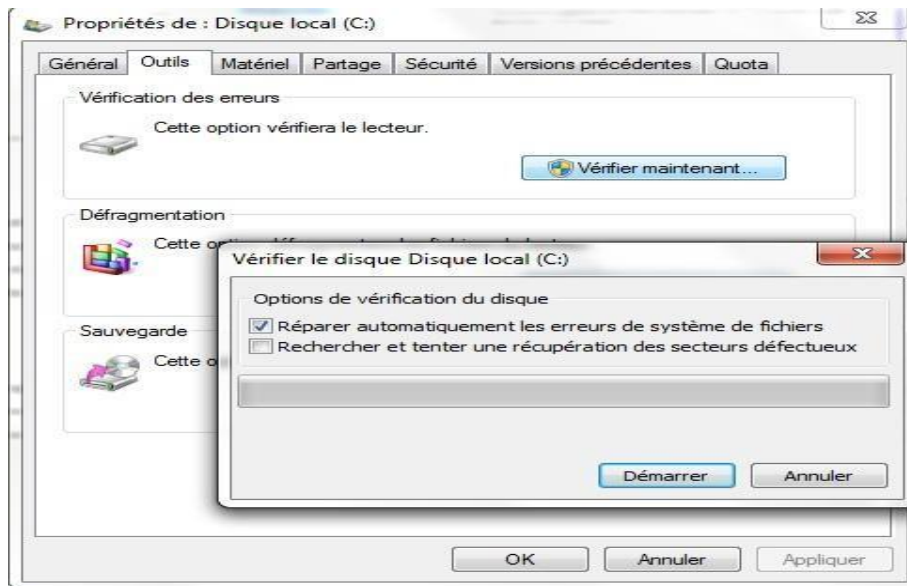 Propriétés de : Disque local (C:)
Général Outils Matériel Partage Sécurité Versions précédentes Quota
Vérification des erreurs
Cette option vérifiera le lecteur.
Vérifier maintenant...
Défragmentation
Cette
Vérifier le disque Disque local (C:)
Options de vérification du disque
Réparer automatiquement les erreurs de système de fichiers
Rechercher et tenter une récupération des secteurs défectueux
Sauvegarde
Cette
Démarrer Annuler
OK Annuler Appliquer